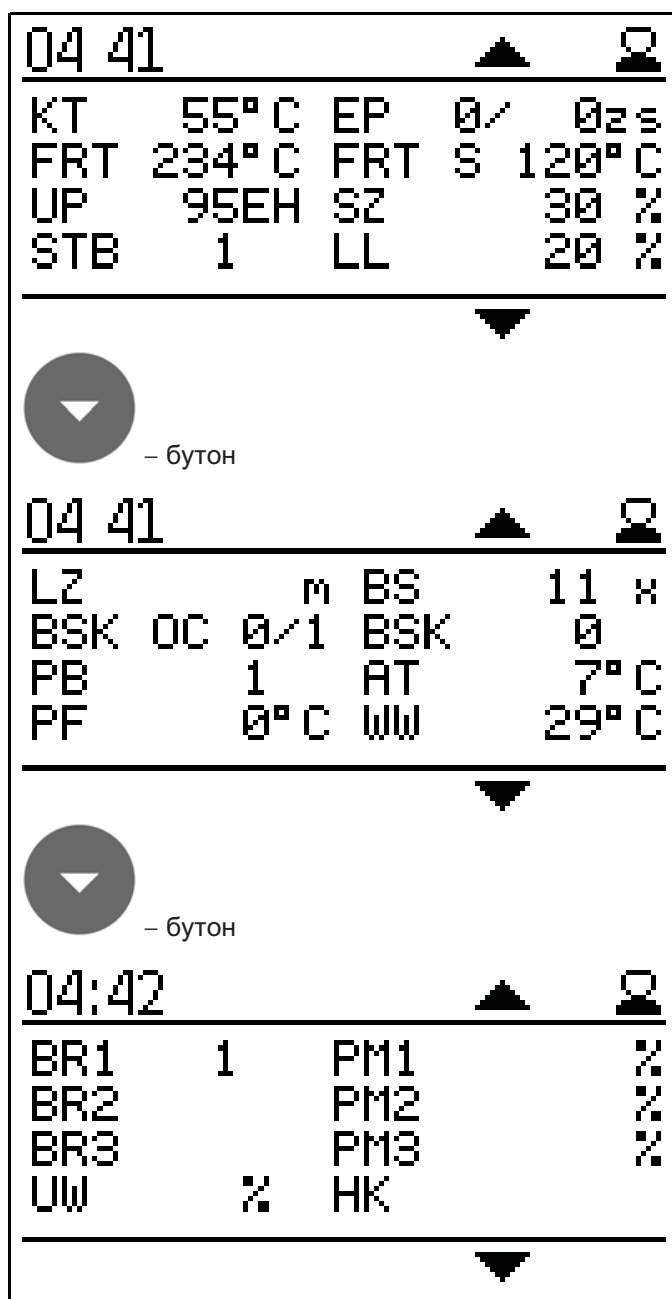 04 41
KT 55°C EP 0/ 0zs
FRT 234°C FRT S 120°C
UP 95EH SZ 30 %
STB 1 LL 20 %
– бутон
04 41
LZ m BS 11 x
BSK OC 0/1 BSK 0
PB 1 AT 7°C
PF 0°C WW 29°C
– бутон
04:42
BR1 1 PM1 %
BR2 PM2 %
BR3 PM3 %
UW % HK